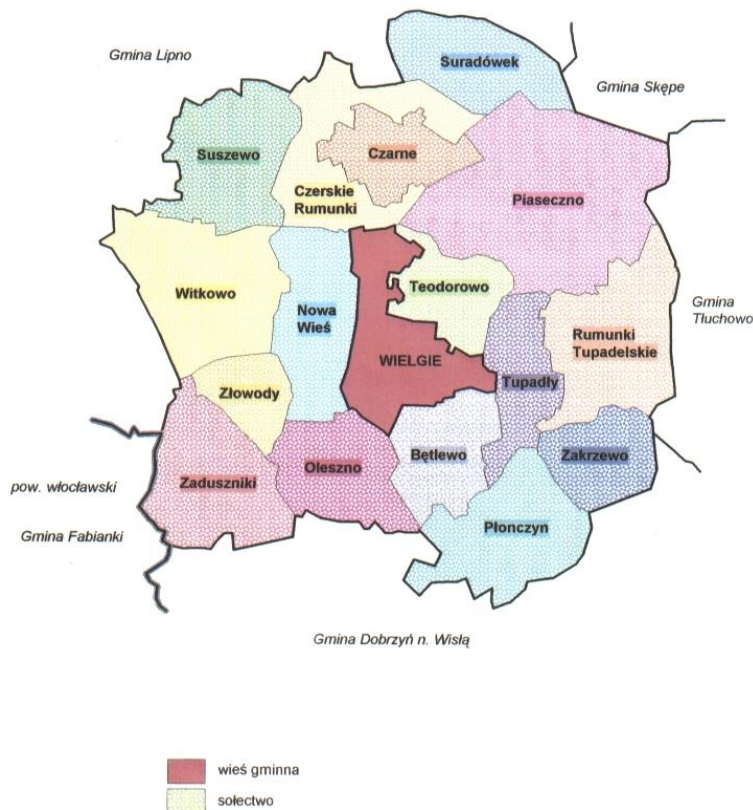 Gmina Lipno
Suradówek
Gmina Skępe
Suszewo
Czarne
Czerskie
Rumunki
Piaseczno
Witkowo
Nowa
Wieś
Teodorowo
Gmina
Tłuchowo
WIELGIE
Rumunki
Tupadelskie
Złowody
Tupadły
Zaduszniki
Oleszno
Bętlewo
Zakrzewo
pow. włocławski
Gmina Fabianki
Płonczyn
Gmina Dobrzyń n. Wisłą
wieś gminna
sołectwo